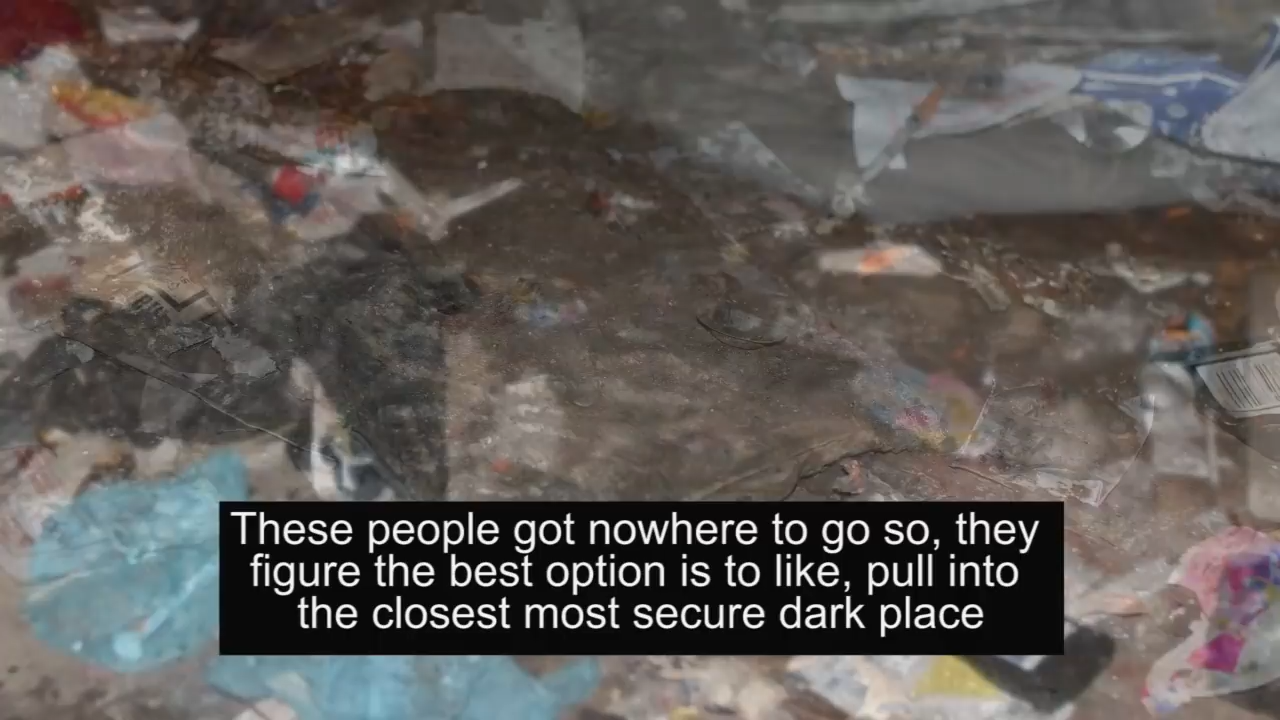 These people got nowhere to go so, they
figure the best option is to like, pull into
the closest most secure dark place